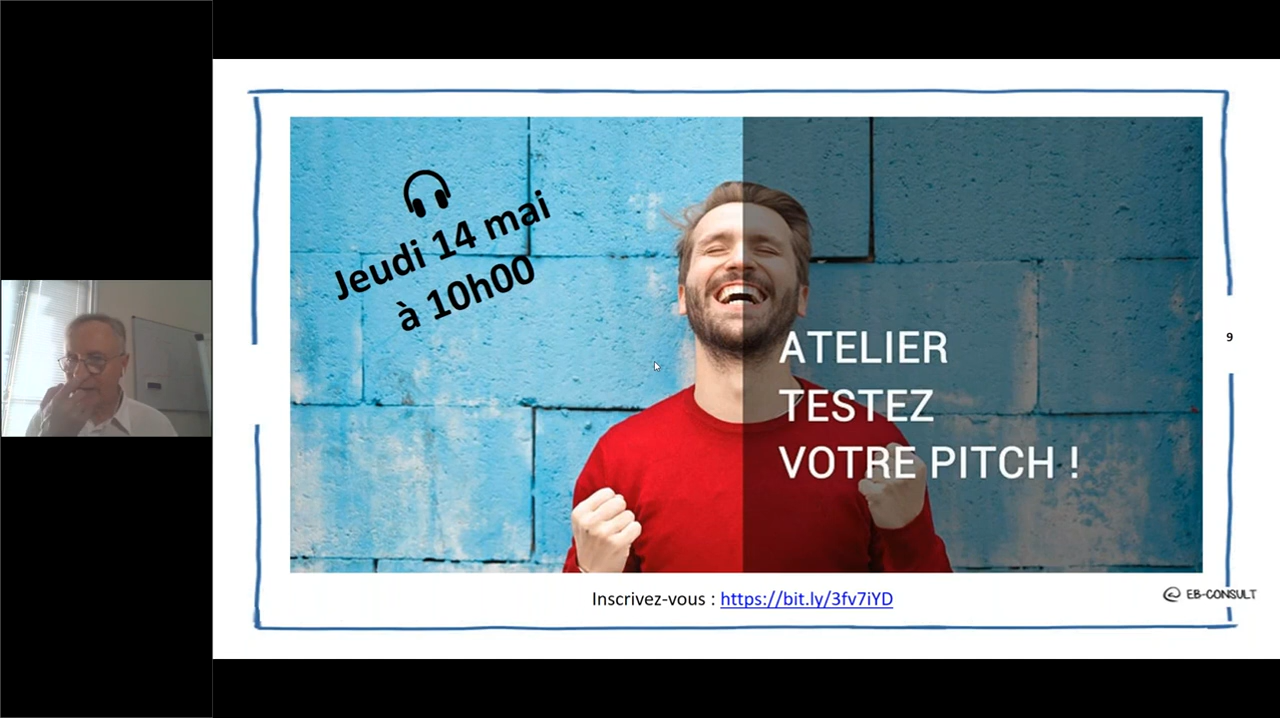 Jeudi 14 mai
à 10h00
ATELIER
TESTEZ
VOTRE PITCH !
9
Inscrivez-vous : https://bit.ly/3fv7iYD
EB-CONSULT